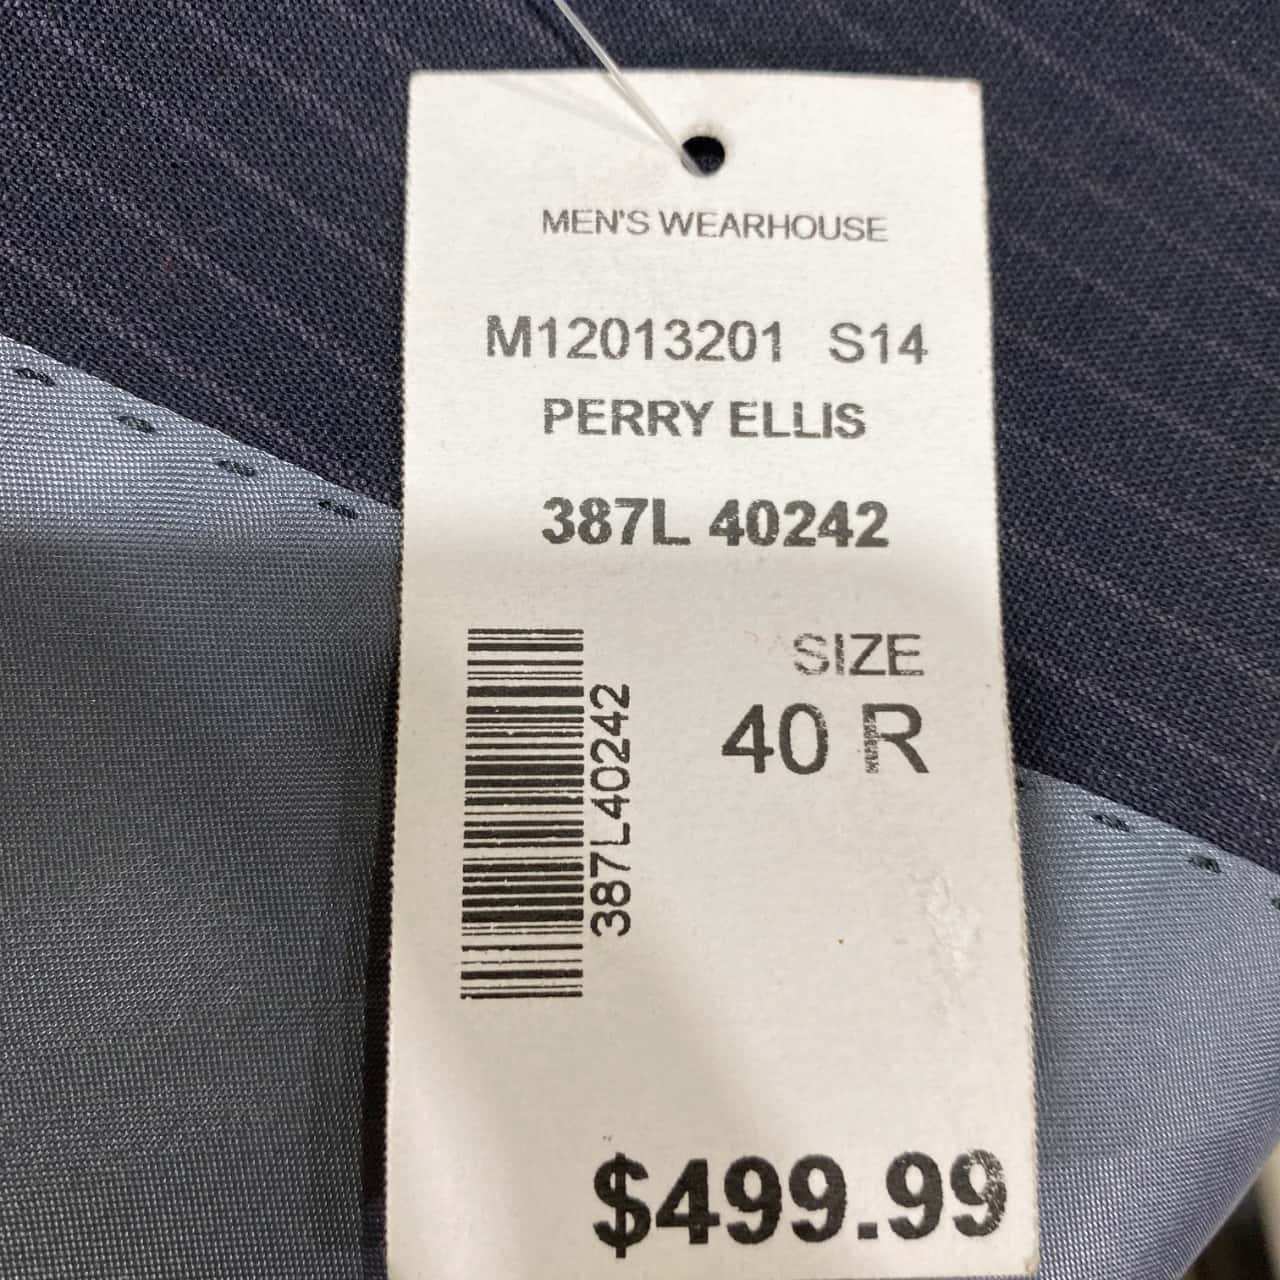 MEN'S WEARHOUSE
M12013201 S14
PERRY ELLIS
387L 40242
SIZE
40 R
387L40242
$499.99